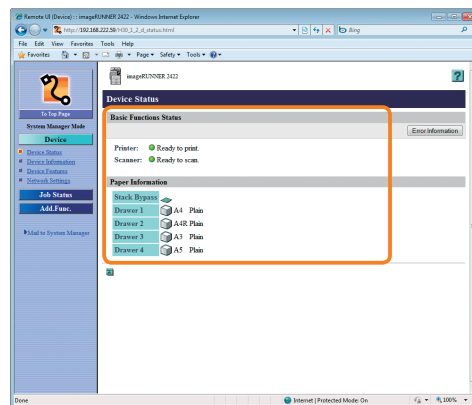 Remote UI (Device) : : imageRUNNER 2422 - Windows Internet Explorer
http://192.168.222.59/t100_1_2_d_status.html
Bing
File Edit View Favorites Tools Help
Favorites
Page Safety Tools
imageRUNNER 2422
To Top Page
System Manager Mode
Device
Device Status
Device Information
Device Features
Network Settings
Job Status
Add.Func.
Mail to System Manager
Device Status
Basic Functions Status
Error Information
Printer: Ready to print.
Scanner: Ready to scan.
Paper Information
Stack Bypass
Drawer 1 A4 Plain
Drawer 2 A4R Plain
Drawer 3 A3 Plain
Drawer 4 A5 Plain
Done
Internet | Protected Mode: On
100%